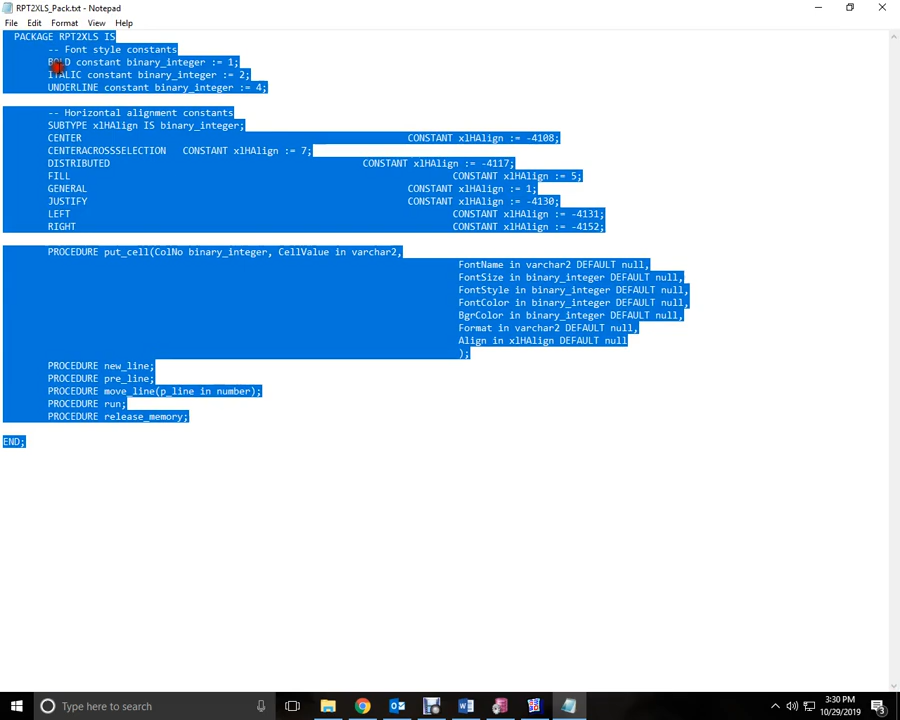 RPT2XLS_Pack.txt - Notepad
File Edit Format View Help
PACKAGE RPT2XLS IS
-- Font style constants
BOLD constant binary_integer := 1;
ITALIC constant binary_integer := 2;
UNDERLINE constant binary_integer := 4;
-- Horizontal alignment constants
SUBTYPE xlHAlign IS binary_integer;
CENTER CONSTANT xlHAlign := -4108;
CENTERACROSSSELECTION CONSTANT xlHAlign := 7;
DISTRIBUTED CONSTANT xlHAlign := -4117;
FILL CONSTANT xlHAlign := 5;
GENERAL CONSTANT xlHAlign := 1;
JUSTIFY CONSTANT xlHAlign := -4130;
LEFT CONSTANT xlHAlign := -4131;
RIGHT CONSTANT xlHAlign := -4152;
PROCEDURE put_cell(ColNo binary_integer, CellValue in varchar2,
FontName in varchar2 DEFAULT null,
FontSize in binary_integer DEFAULT null,
FontStyle in binary_integer DEFAULT null,
FontColor in binary_integer DEFAULT null,
BgrColor in binary_integer DEFAULT null,
Format in varchar2 DEFAULT null,
Align in xlHAlign DEFAULT null
);
PROCEDURE new_line;
PROCEDURE pre_line;
PROCEDURE move_line(p_line in number);
PROCEDURE run;
PROCEDURE release_memory;
END;
Type here to search
3:30 PM
10/29/2019
3